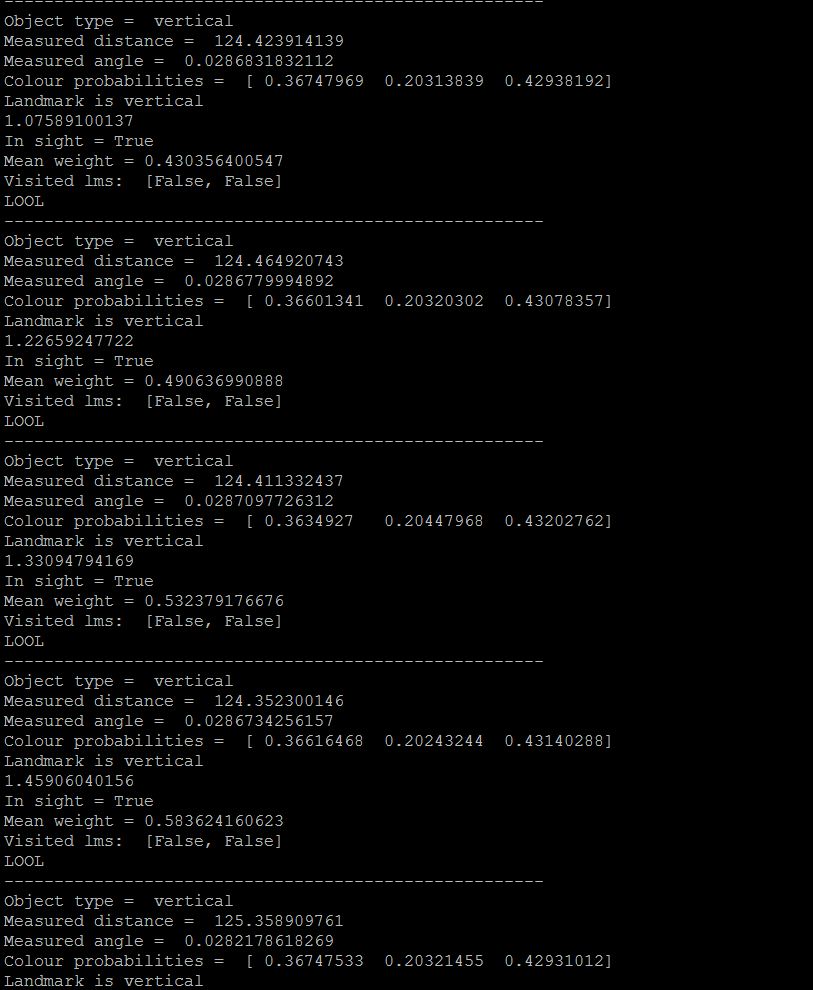 ------------------------------------------------------
Object type =  vertical
Measured distance =  124.423914139
Measured angle =  0.0286831832112
Colour probabilities =  [ 0.36747969  0.20313839  0.42938192]
Landmark is vertical
1.07589100137
In sight = True
Mean weight = 0.430356400547
Visited lms:  [False, False]
LOOL
------------------------------------------------------
Object type =  vertical
Measured distance =  124.464920743
Measured angle =  0.0286779994892
Colour probabilities =  [ 0.36601341  0.20320302  0.43078357]
Landmark is vertical
1.22659247722
In sight = True
Mean weight = 0.490636990888
Visited lms:  [False, False]
LOOL
------------------------------------------------------
Object type =  vertical
Measured distance =  124.411332437
Measured angle =  0.0287097726312
Colour probabilities =  [ 0.3634927   0.20447968  0.43202762]
Landmark is vertical
1.33094794169
In sight = True
Mean weight = 0.532379176676
Visited lms:  [False, False]
LOOL
------------------------------------------------------
Object type =  vertical
Measured distance =  124.352300146
Measured angle =  0.0286734256157
Colour probabilities =  [ 0.36616468  0.20243244  0.43140288]
Landmark is vertical
1.45906040156
In sight = True
Mean weight = 0.583624160623
Visited lms:  [False, False]
LOOL
------------------------------------------------------
Object type =  vertical
Measured distance =  125.358909761
Measured angle =  0.0282178618269
Colour probabilities =  [ 0.36747533  0.20321455  0.42931012]
Landmark is vertical